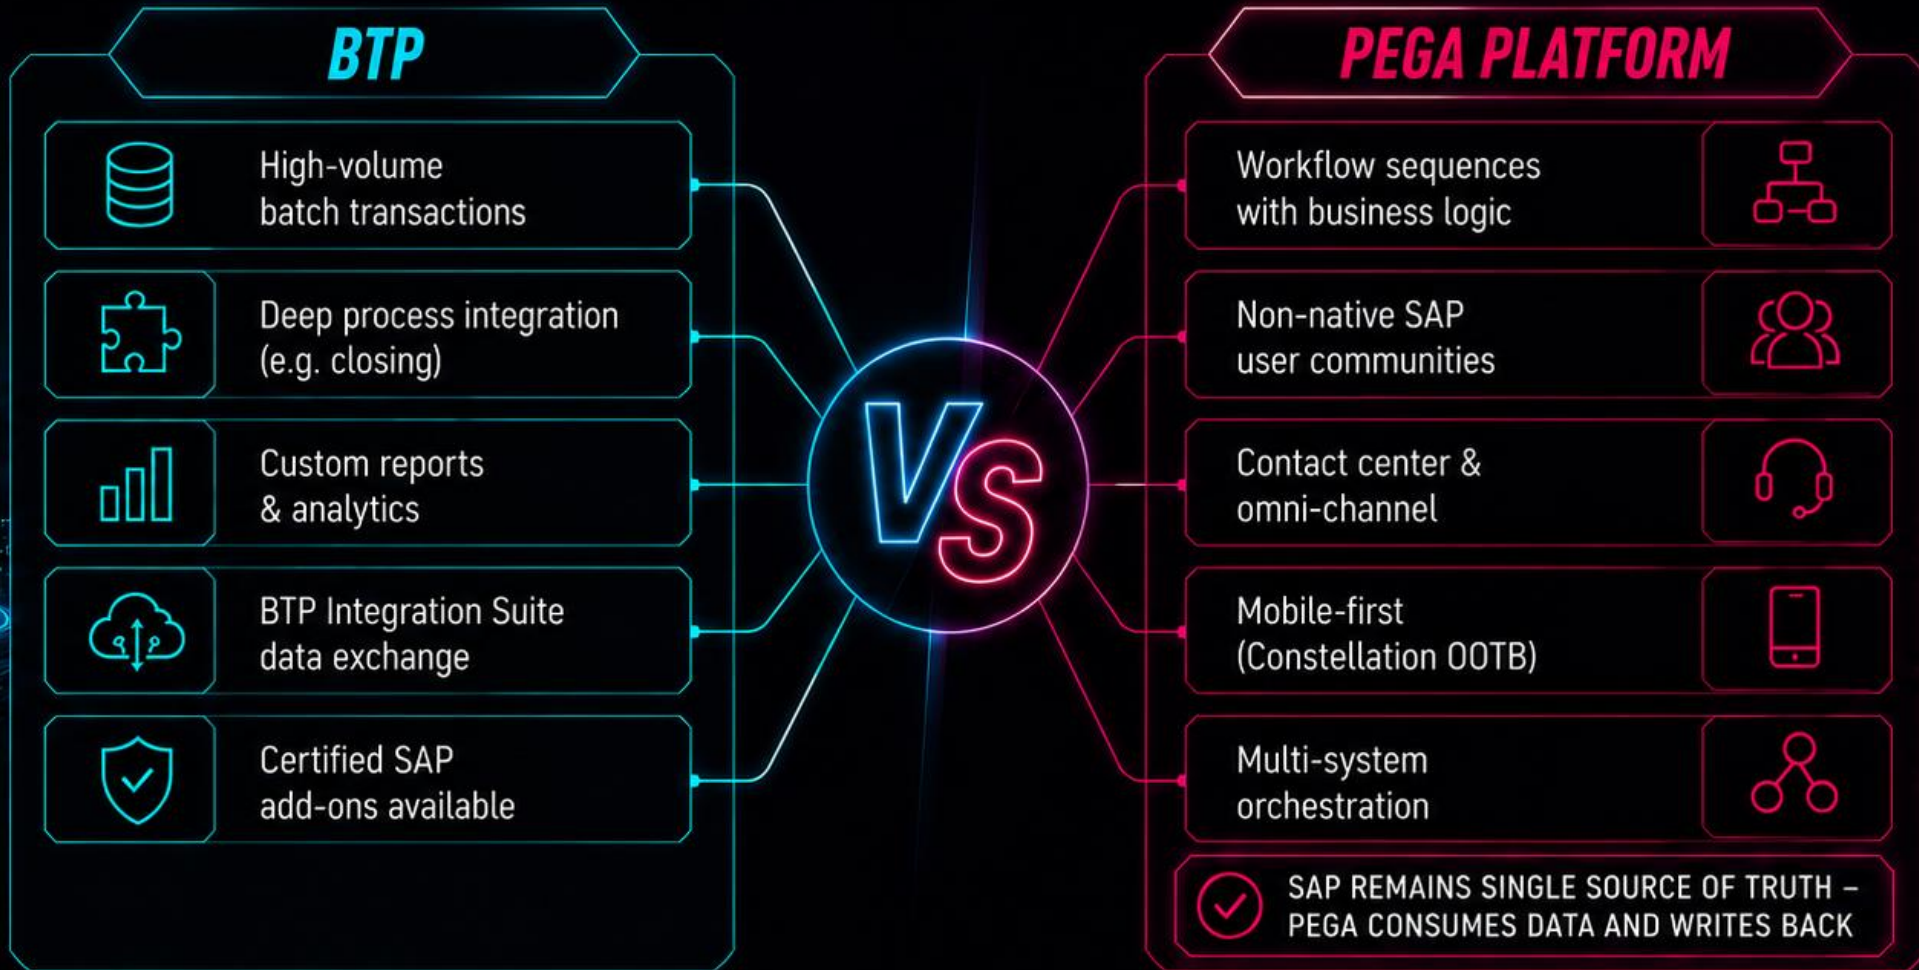 BTP
High-volume
batch transactions
Deep process integration
(e.g. closing)
Custom reports
& analytics
BTP Integration Suite
data exchange
Certified SAP
add-ons available
VS
PEGA PLATFORM
Workflow sequences
with business logic
Non-native SAP
user communities
Contact center &
omni-channel
Mobile-first
(Constellation OOTB)
Multi-system
orchestration
SAP REMAINS SINGLE SOURCE OF TRUTH –
PEGA CONSUMES DATA AND WRITES BACK